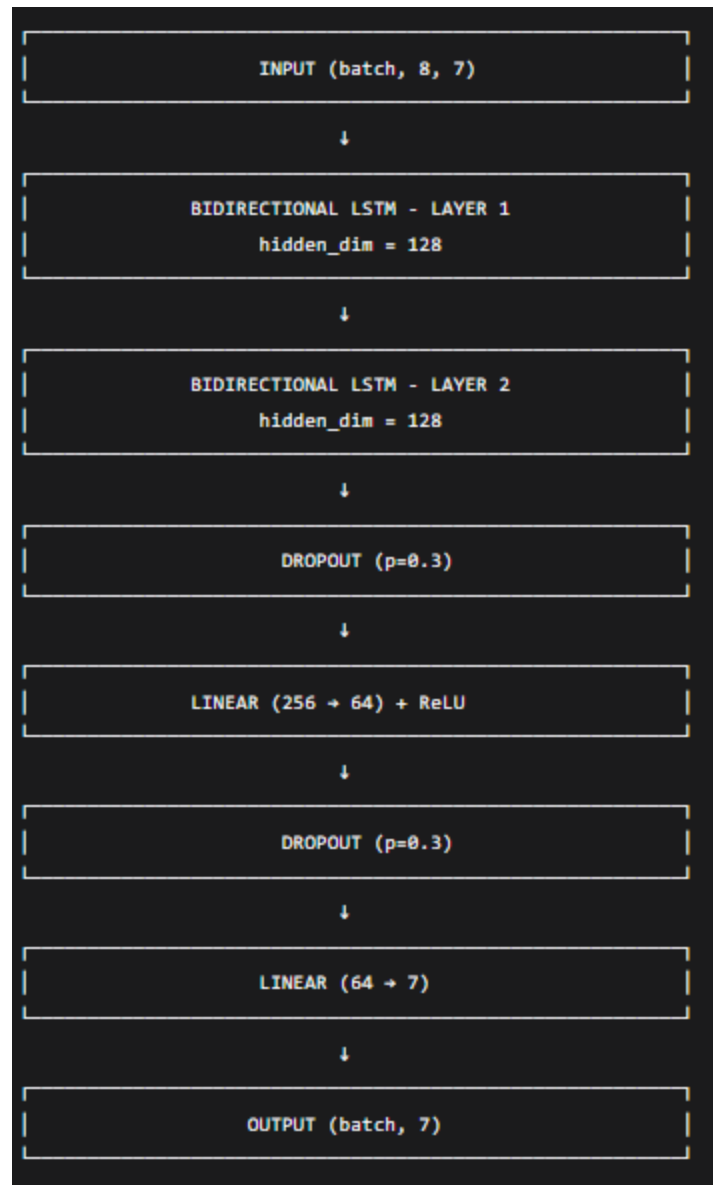 INPUT (batch, 8, 7)
↓
BIDIRECTIONAL LSTM - LAYER 1
hidden_dim = 128
↓
BIDIRECTIONAL LSTM - LAYER 2
hidden_dim = 128
↓
DROPOUT (p=0.3)
↓
LINEAR (256 → 64) + ReLU
↓
DROPOUT (p=0.3)
↓
LINEAR (64 → 7)
↓
OUTPUT (batch, 7)